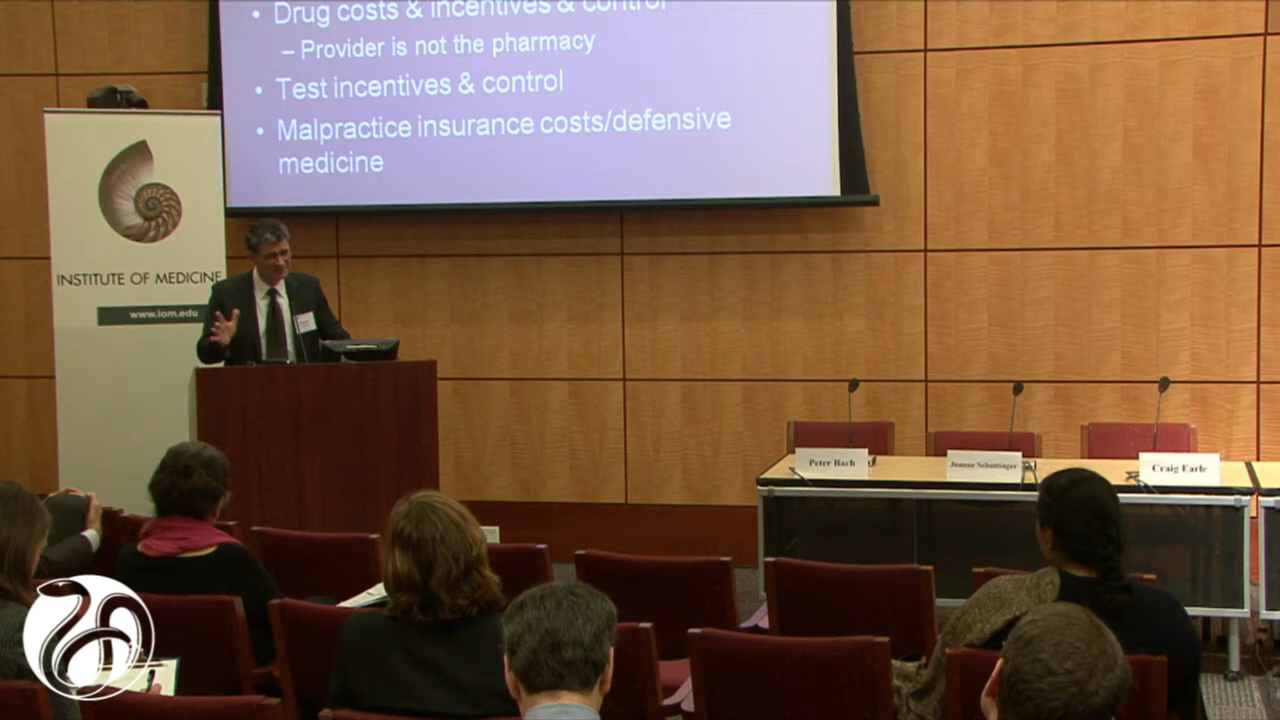 • Drug costs & incentives & control
– Provider is not the pharmacy
• Test incentives & control
• Malpractice insurance costs/defensive
medicine
INSTITUTE OF MEDICINE
www.iom.edu
Peter Bach
Joanne Schottinger
Craig Earle